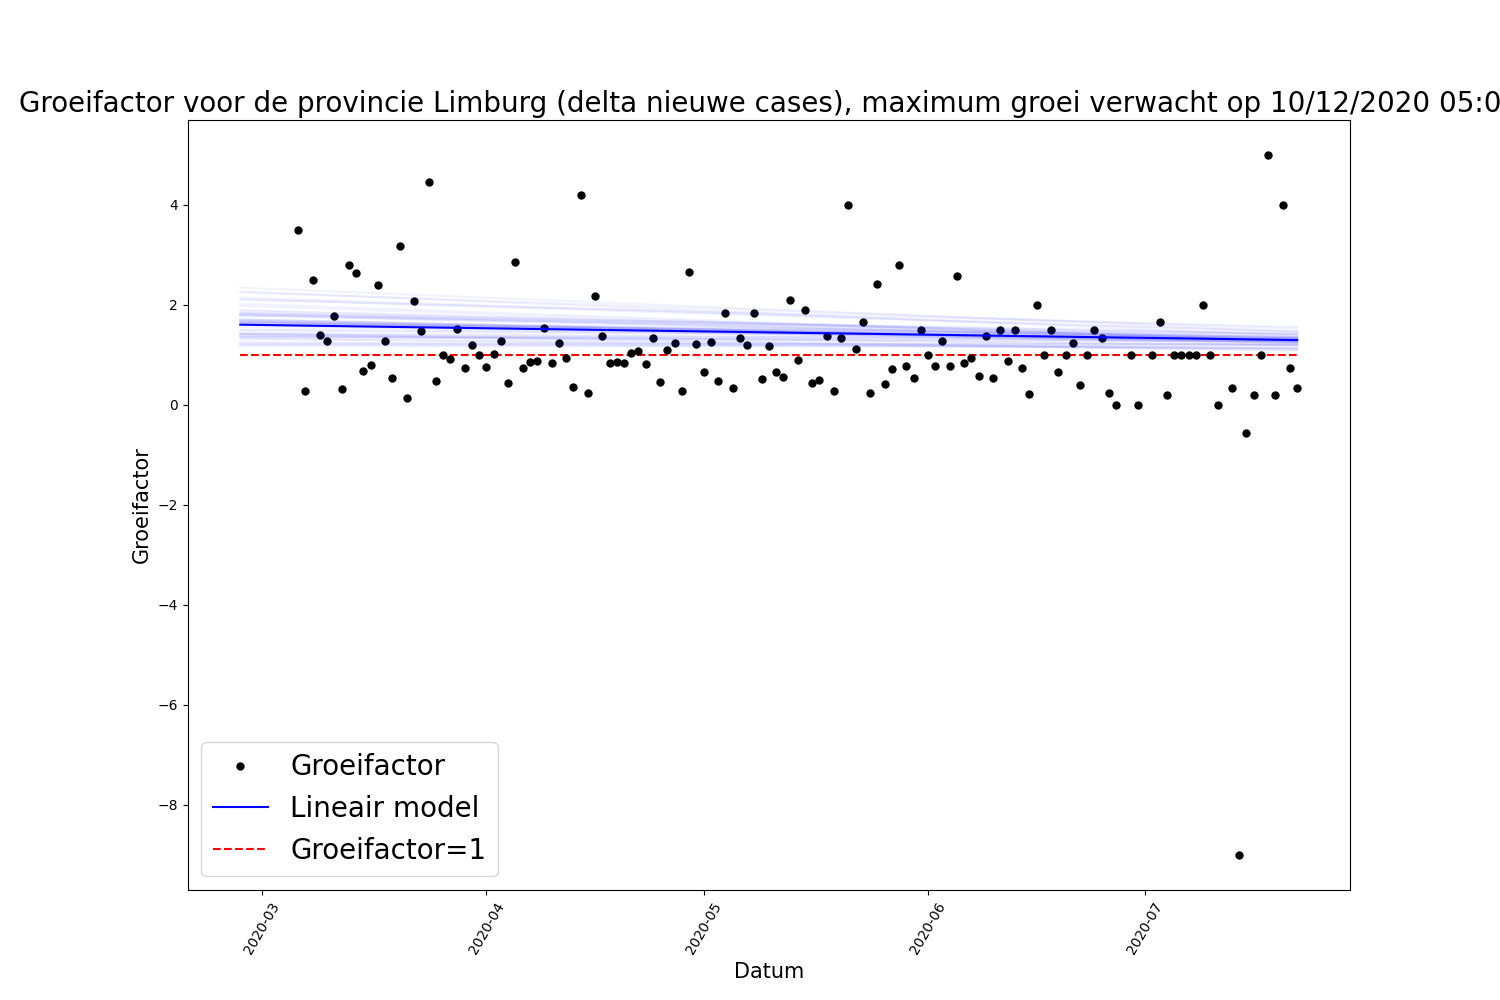 Groeifactor voor de provincie Limburg (delta nieuwe cases), maximum groei verwacht op 10/12/2020 05:0
4
2
0
−2
−4
−6
−8
Groeifactor
Groeifactor
Lineair model
Groeifactor=1
2020-03
2020-04
2020-05
2020-06
2020-07
Datum